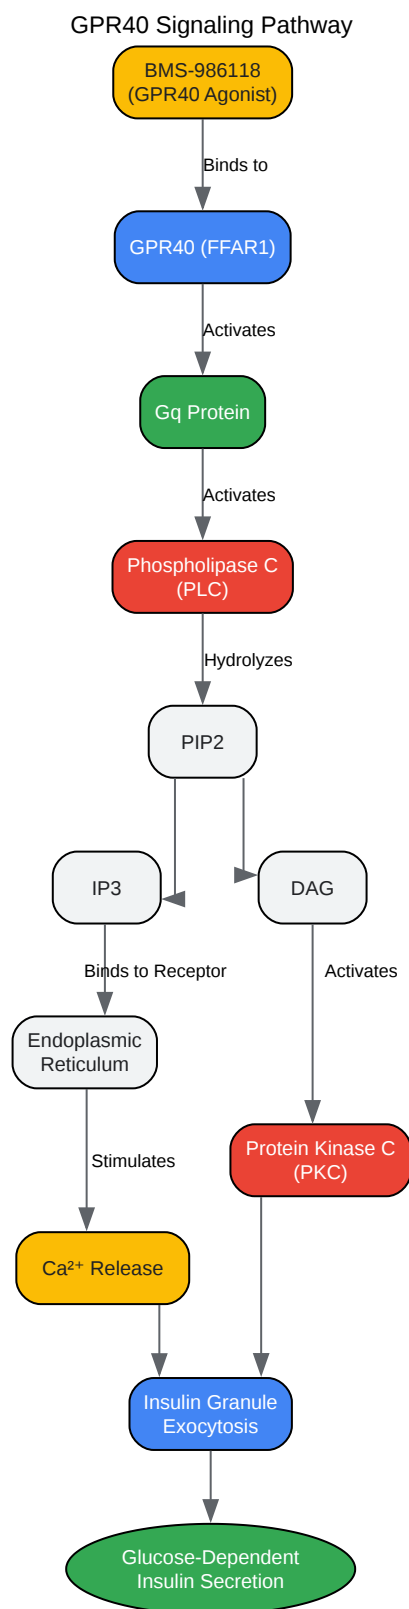 GPR40 Signaling Pathway
BMS-986118
(GPR40 Agonist)
Binds to
GPR40 (FFAR1)
Activates
Gq Protein
Activates
Phospholipase C
(PLC)
Hydrolyzes
PIP2
IP3
DAG
Binds to Receptor
Activates
Endoplasmic
Reticulum
Stimulates
Protein Kinase C
(PKC)
Ca²⁺ Release
Insulin Granule
Exocytosis
Glucose-Dependent
Insulin Secretion